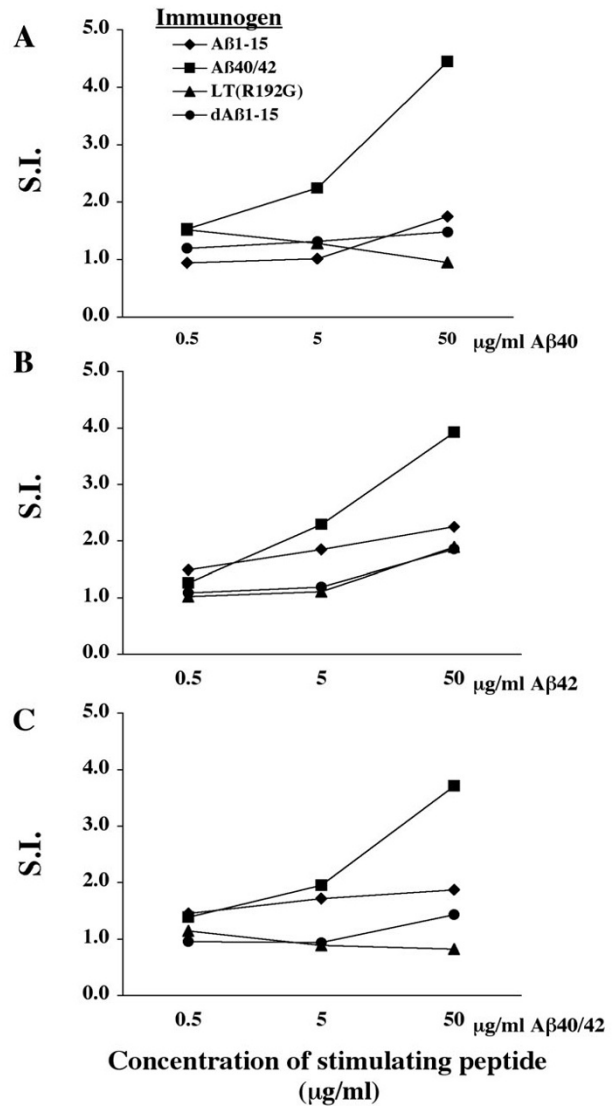 A
Immunogen
Aß1-15
Aß40/42
LT(R192G)
dAß1-15
5.0
4.0
3.0
2.0
1.0
0.0
S.I.
0.5 5 50 µg/ml Aβ40
B
5.0
4.0
3.0
2.0
1.0
0.0
S.I.
0.5 5 50 µg/ml Aβ42
C
5.0
4.0
3.0
2.0
1.0
0.0
S.I.
0.5 5 50 µg/ml Aβ40/42
Concentration of stimulating peptide
(µg/ml)